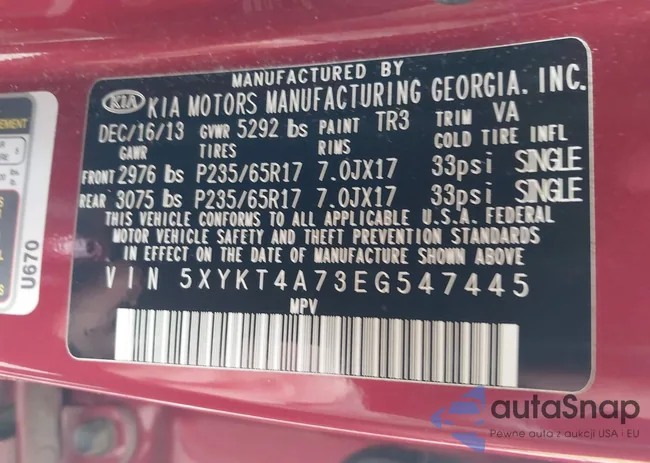 MANUFACTURED BY
KIA KIA MOTORS MANUFACTURING GEORGIA. INC.
DEC/16/13 GVWR 5292 lbs PAINT TR3 TRIM VA
GAWR TIRES RIMS COLD TIRE INFL
FRONT 2976 lbs P235/65R17 7.0JX17 33psi SINGLE
REAR 3075 lbs P235/65R17 7.0JX17 33psi SINGLE
THIS VEHICLE CONFORMS TO ALL APPLICABLE U.S.A. FEDERAL
MOTOR VEHICLE SAFETY AND THEFT PREVENTION STANDARDS
IN EFFECT ON THE DATE OF MANUFACTURE SHOWN ABOVE
VIN 5XYKT4A73EG547445
MPV
U670
autaSnap
Pewne auta z aukcji USA i EU